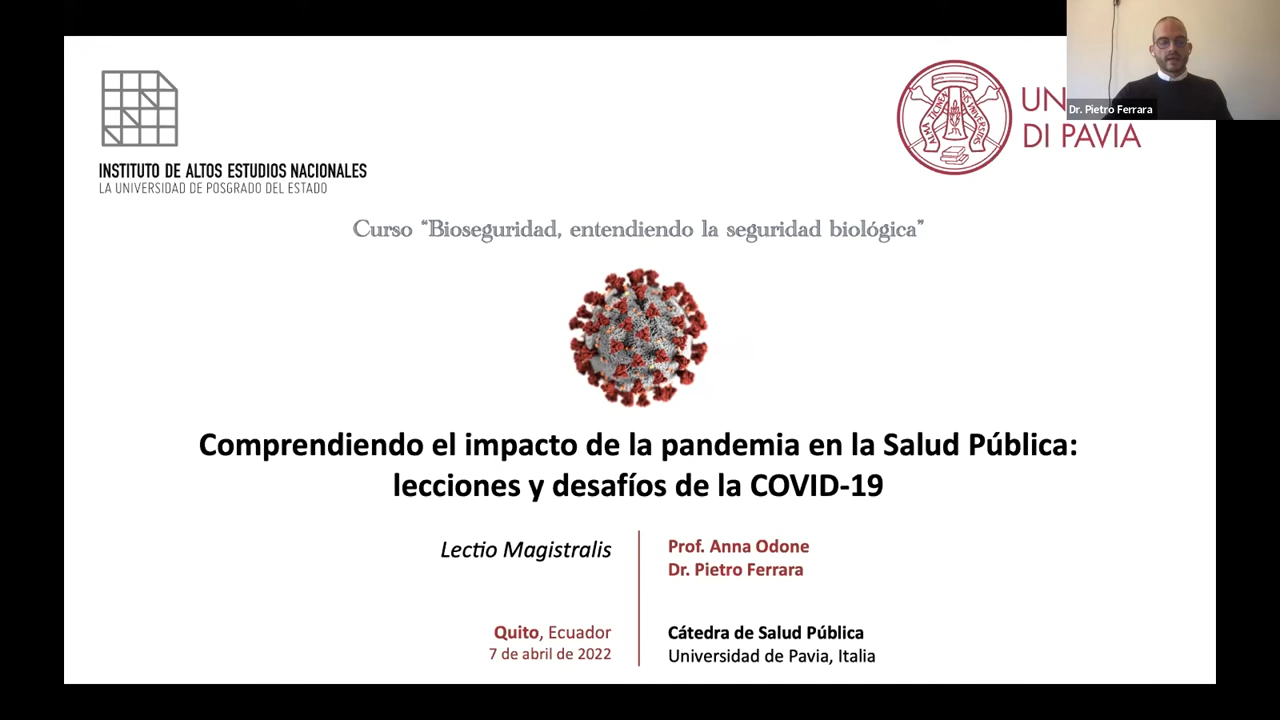 INSTITUTO DE ALTOS ESTUDIOS NACIONALES
LA UNIVERSIDAD DE POSGRADO DEL ESTADO
DI PAVIA
Dr. Pietro Ferrara
Curso “Bioseguridad, entendiendo la seguridad biológica”
Comprendiendo el impacto de la pandemia en la Salud Pública:
lecciones y desafíos de la COVID-19
Lectio Magistralis
Prof. Anna Odone
Dr. Pietro Ferrara
Quito, Ecuador
7 de abril de 2022
Cátedra de Salud Pública
Universidad de Pavia, Italia